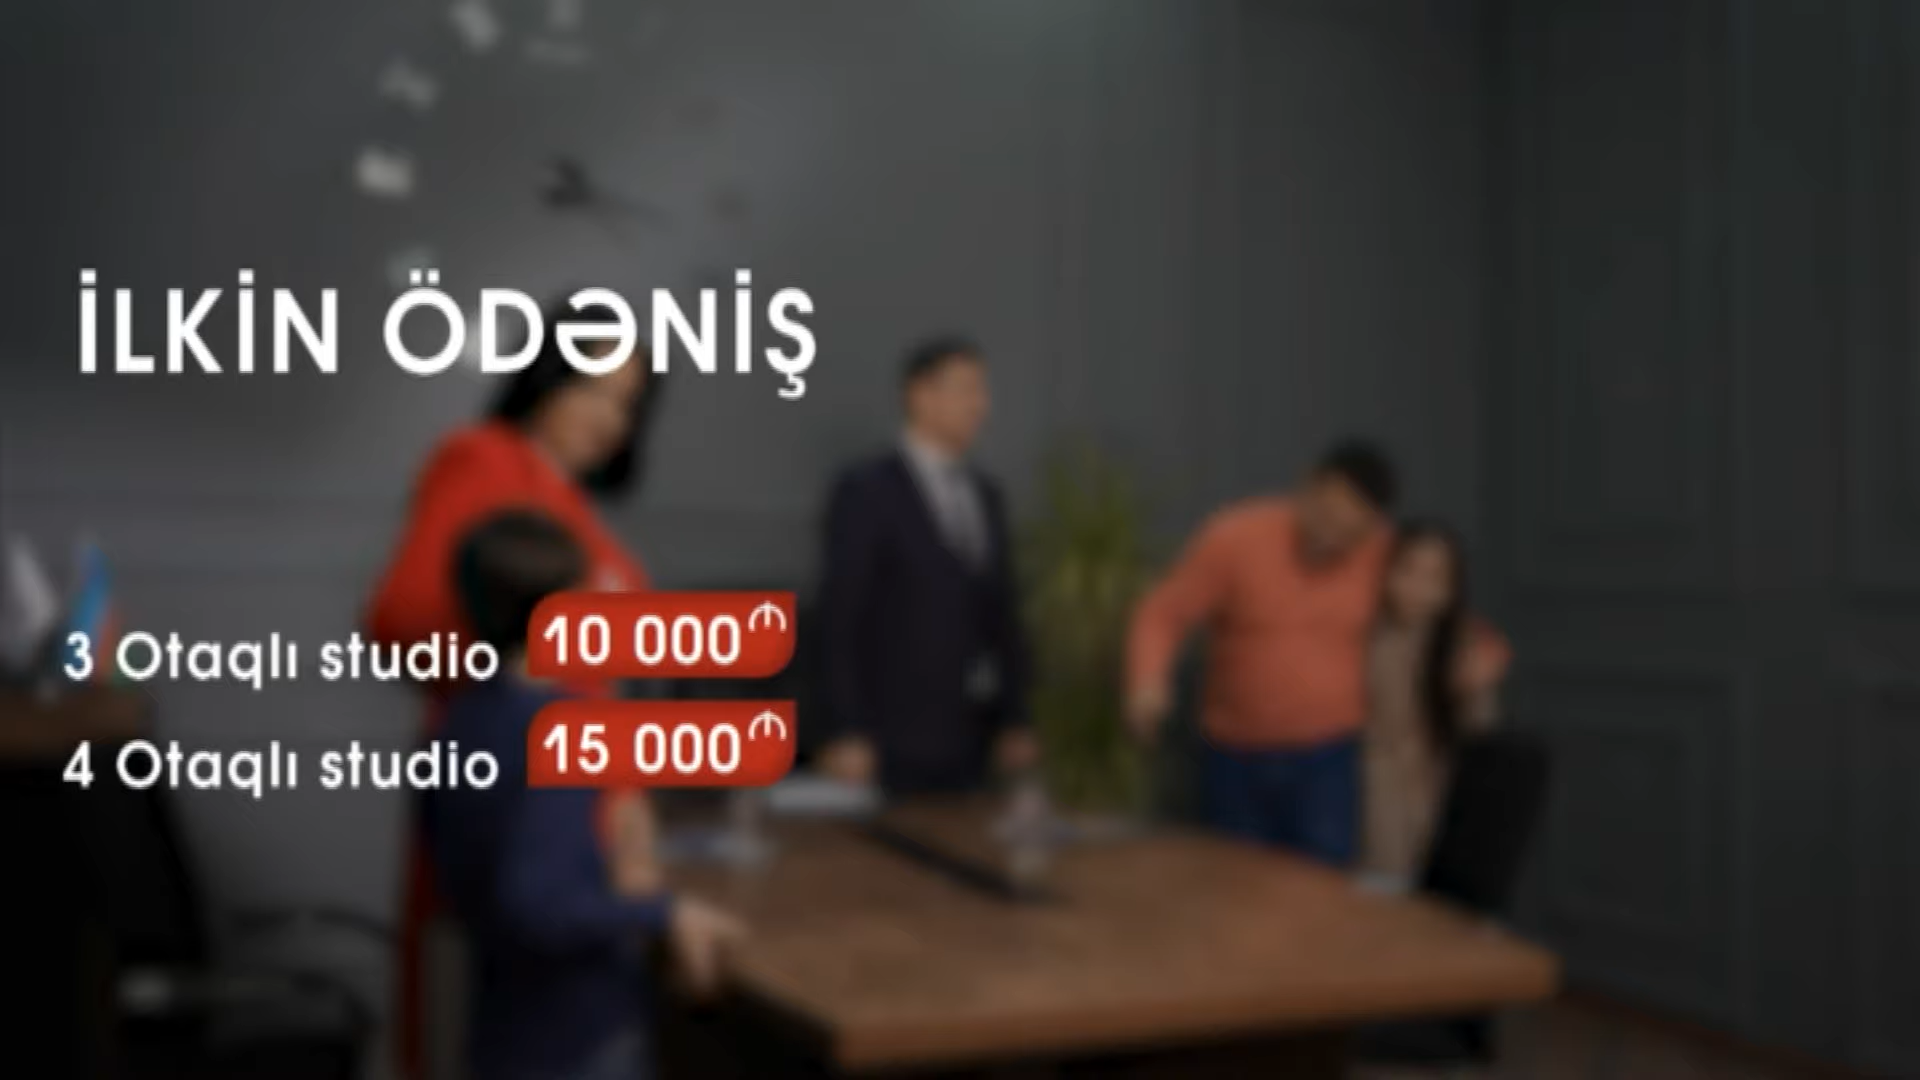 İLKİN ÖDƏNİŞ
3 Otaqlı studio 10 000 ₼
4 Otaqlı studio 15 000 ₼